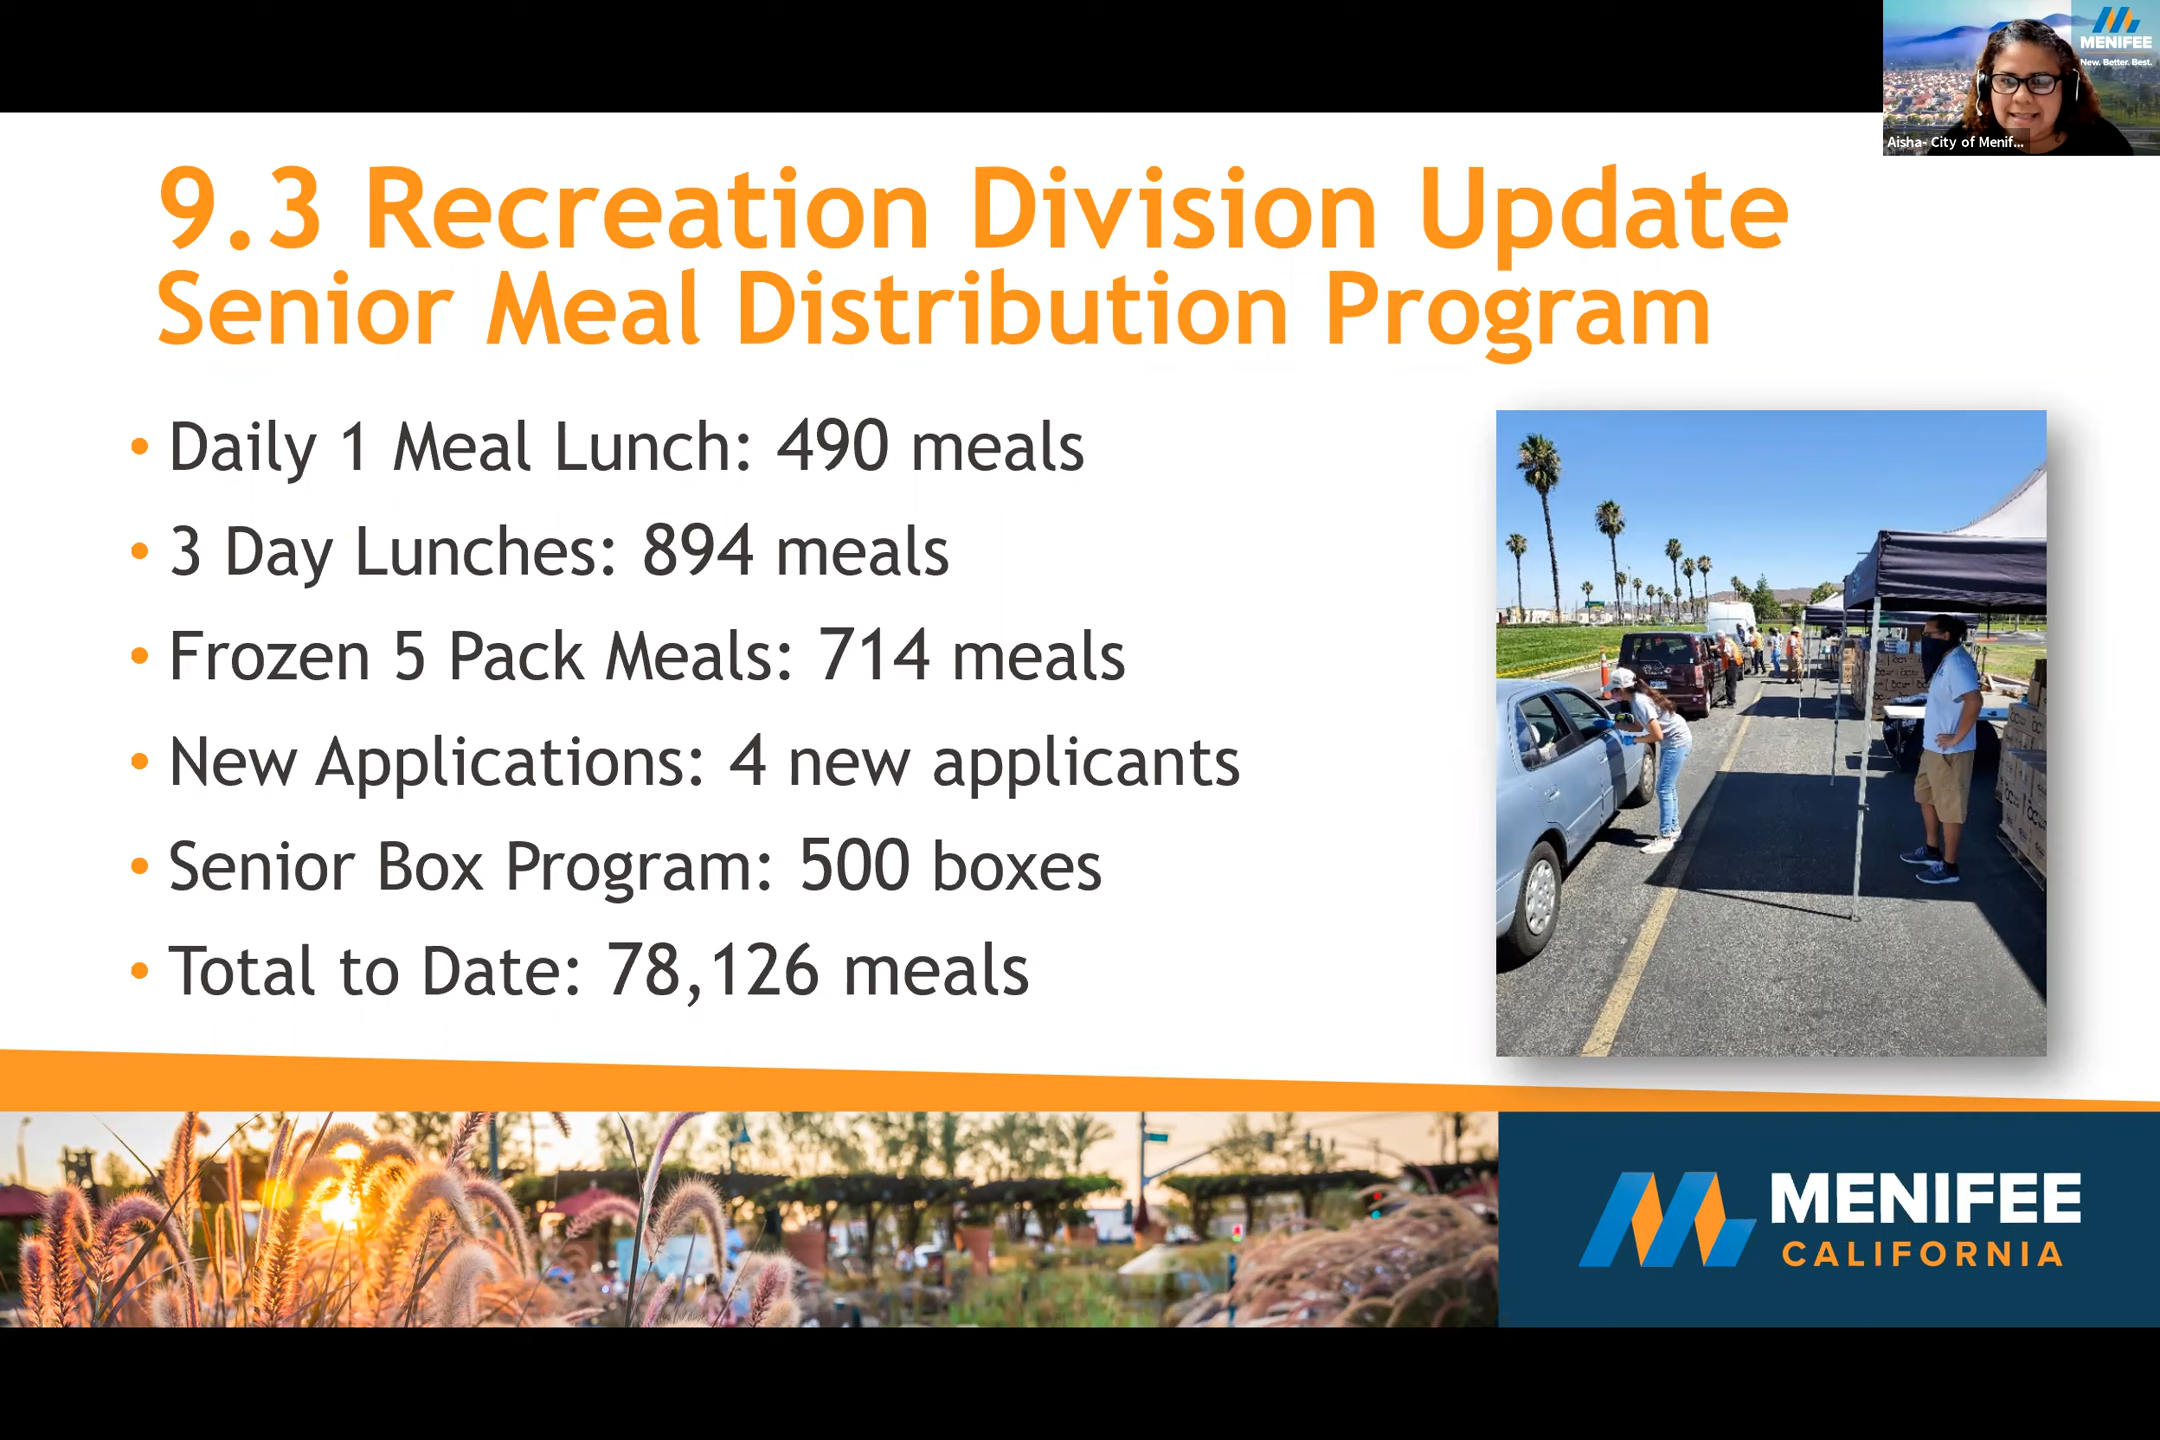 MENIFEE
New. Better. Best.
Aisha- City of Menif...
9.3 Recreation Division Update
Senior Meal Distribution Program
• Daily 1 Meal Lunch: 490 meals
• 3 Day Lunches: 894 meals
• Frozen 5 Pack Meals: 714 meals
• New Applications: 4 new applicants
• Senior Box Program: 500 boxes
• Total to Date: 78,126 meals
MENIFEE
CALIFORNIA